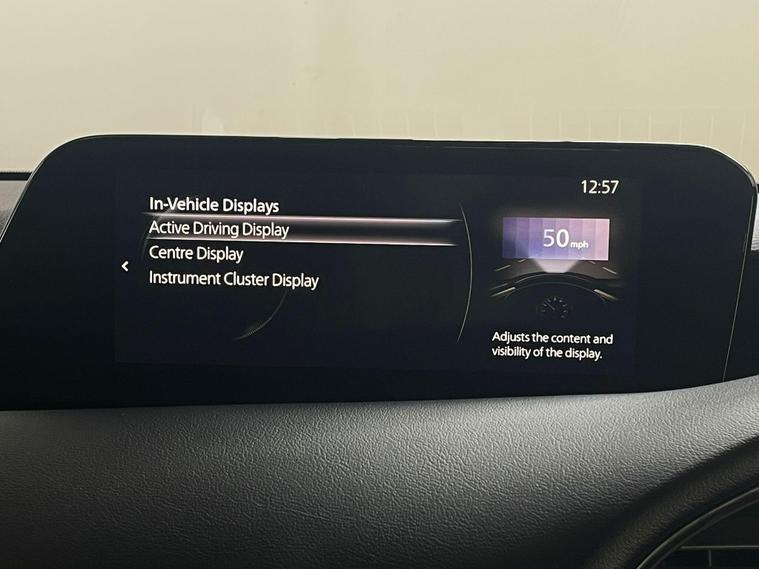 12:57
In-Vehicle Displays
Active Driving Display
Centre Display
Instrument Cluster Display
50 mph
Adjusts the content and
visibility of the display.